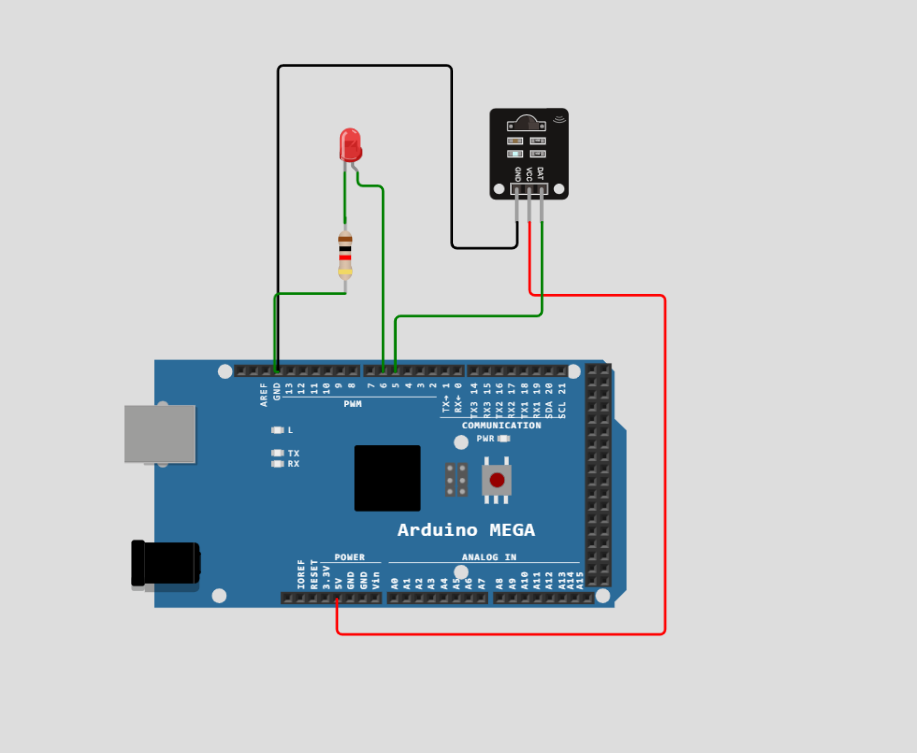 GND VCC DAT
AREF GND 13 12 11 10 9 8 7 6 5 4 3 2 TX→ 1 RX← 0 TX3 14 RX3 15 TX2 16 RX2 17 TX1 18 RX1 19 SDA 20 SCL 21
PWM
COMMUNICATION
L
PWR
TX
RX
Arduino MEGA
POWER
ANALOG IN
IOREF RESET 3.3V 5V GND GND Vin A0 A1 A2 A3 A4 A5 A6 A7 A8 A9 A10 A11 A12 A13 A14 A15